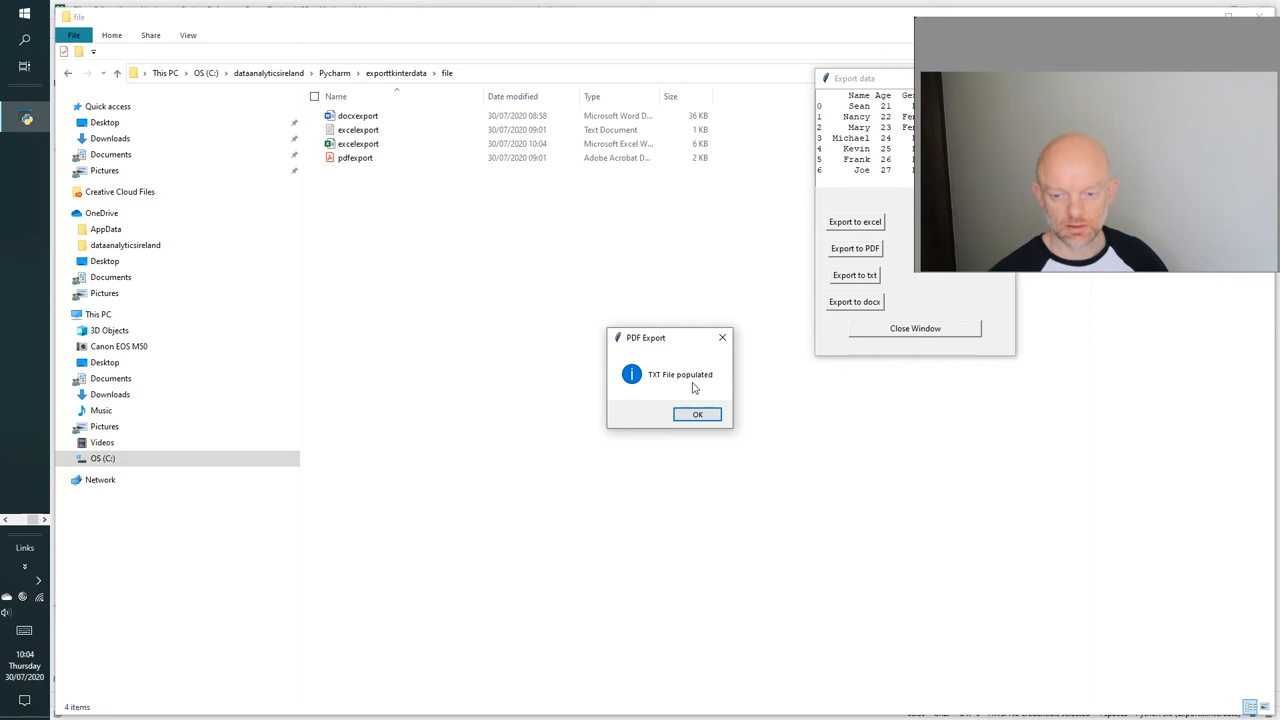 file
File Home Share View
This PC OS (C:) dataanalyticsireland Pycharm exporttkinterdata file
Name Date modified Type Size
docxexport 30/07/2020 08:58 Microsoft Word D... 36 KB
excelexport 30/07/2020 09:01 Text Document 1 KB
excelexport 30/07/2020 10:04 Microsoft Excel W... 6 KB
pdfexport 30/07/2020 09:01 Adobe Acrobat D... 2 KB
Quick access
Desktop
Downloads
Documents
Pictures
Creative Cloud Files
OneDrive
AppData
dataanalyticsireland
Desktop
Documents
Pictures
This PC
3D Objects
Canon EOS M50
Desktop
Documents
Downloads
Music
Pictures
Videos
OS (C:)
Network
Export data
Name Age Ge
0 Sean 21
1 Nancy 22 Fe
2 Mary 23 Fe
3 Michael 24
4 Kevin 25
5 Frank 26
6 Joe 27
Export to excel
Export to PDF
Export to txt
Export to docx
Close Window
PDF Export
TXT File populated
OK
Links
10:04
Thursday
30/07/2020
4 items